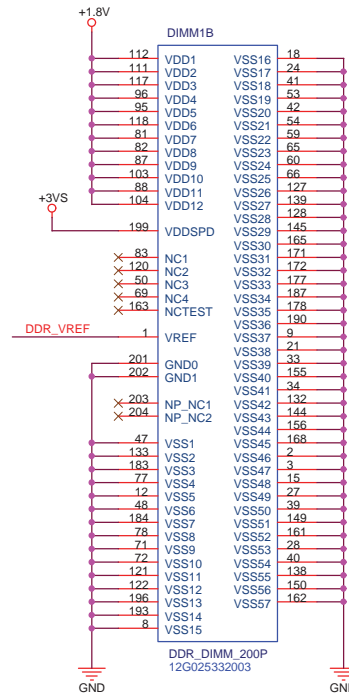 +1.8V
DIMM1B
112 VDD1
111 VDD2
117 VDD3
96 VDD4
95 VDD5
118 VDD6
81 VDD7
82 VDD8
87 VDD9
103 VDD10
88 VDD11
104 VDD12
+3VS
199 VDDSPD
83 NC1
120 NC2
50 NC3
69 NC4
163 NCTEST
DDR_VREF
1 VREF
201 GND0
202 GND1
203 NP_NC1
204 NP_NC2
47 VSS1
133 VSS2
183 VSS3
77 VSS4
12 VSS5
48 VSS6
184 VSS7
78 VSS8
71 VSS9
72 VSS10
121 VSS11
122 VSS12
196 VSS13
193 VSS14
8 VSS15
GND
VSS16 18
VSS17 24
VSS18 41
VSS19 53
VSS20 42
VSS21 54
VSS22 59
VSS23 65
VSS24 60
VSS25 66
VSS26 127
VSS27 139
VSS28 128
VSS29 145
VSS30 165
VSS31 171
VSS32 172
VSS33 177
VSS34 187
VSS35 178
VSS36 190
VSS37 9
VSS38 21
VSS39 33
VSS40 155
VSS41 34
VSS42 132
VSS43 144
VSS44 156
VSS45 168
VSS46 2
VSS47 3
VSS48 15
VSS49 27
VSS50 39
VSS51 149
VSS52 161
VSS53 28
VSS54 40
VSS55 138
VSS56 150
VSS57 162
GND
DDR_DIMM_200P
12G025332003